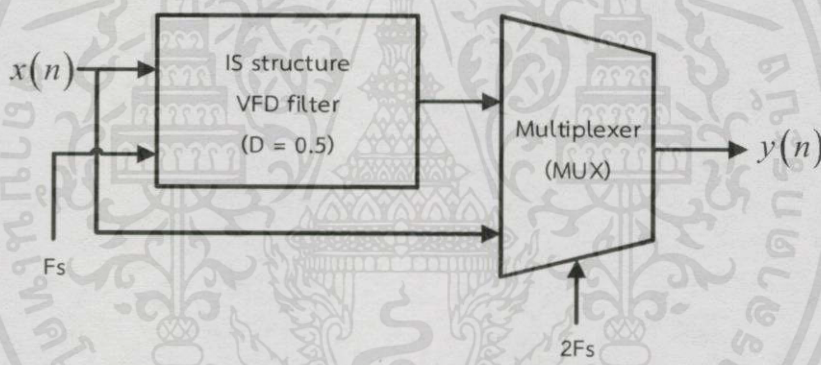 x(n)
IS structure
VFD filter
(D = 0.5)
Multiplexer
(MUX)
y(n)
Fs
2Fs